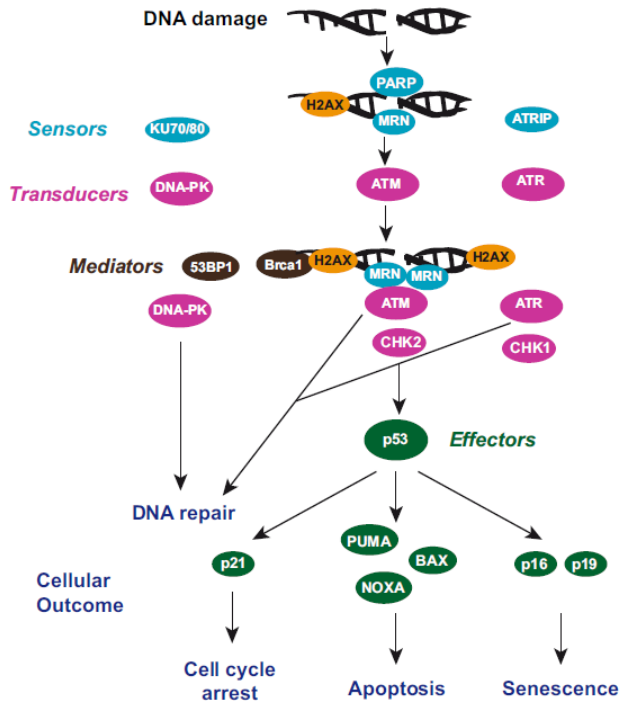 DNA damage
PARP
H2AX
MRN
Sensors
KU70/80
ATRIP
Transducers
DNA-PK
ATM
ATR
Mediators
53BP1
Brca1
H2AX
H2AX
MRN
MRN
DNA-PK
ATM
ATR
CHK2
CHK1
p53
Effectors
DNA repair
PUMA
p21
BAX
p16
p19
NOXA
Cellular
Outcome
Cell cycle
arrest
Apoptosis
Senescence